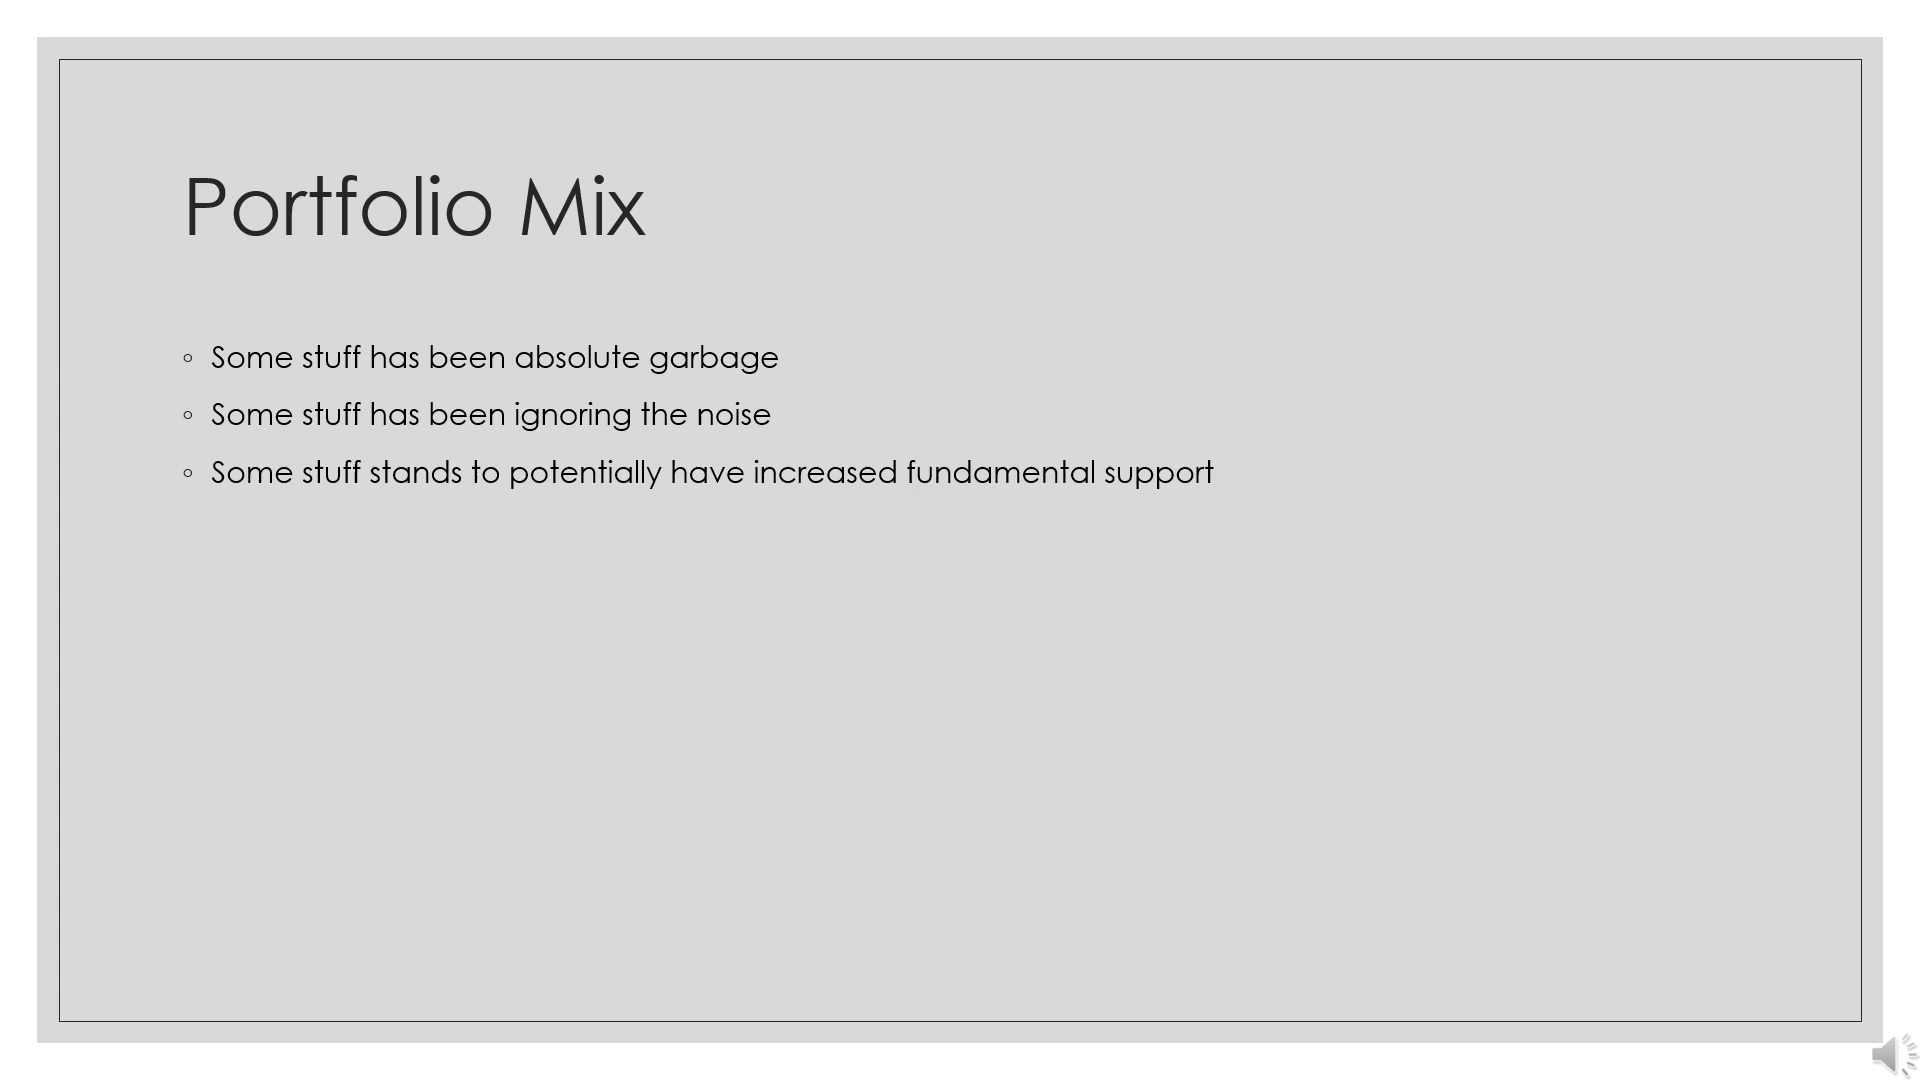 Portfolio Mix
◦ Some stuff has been absolute garbage
◦ Some stuff has been ignoring the noise
◦ Some stuff stands to potentially have increased fundamental support